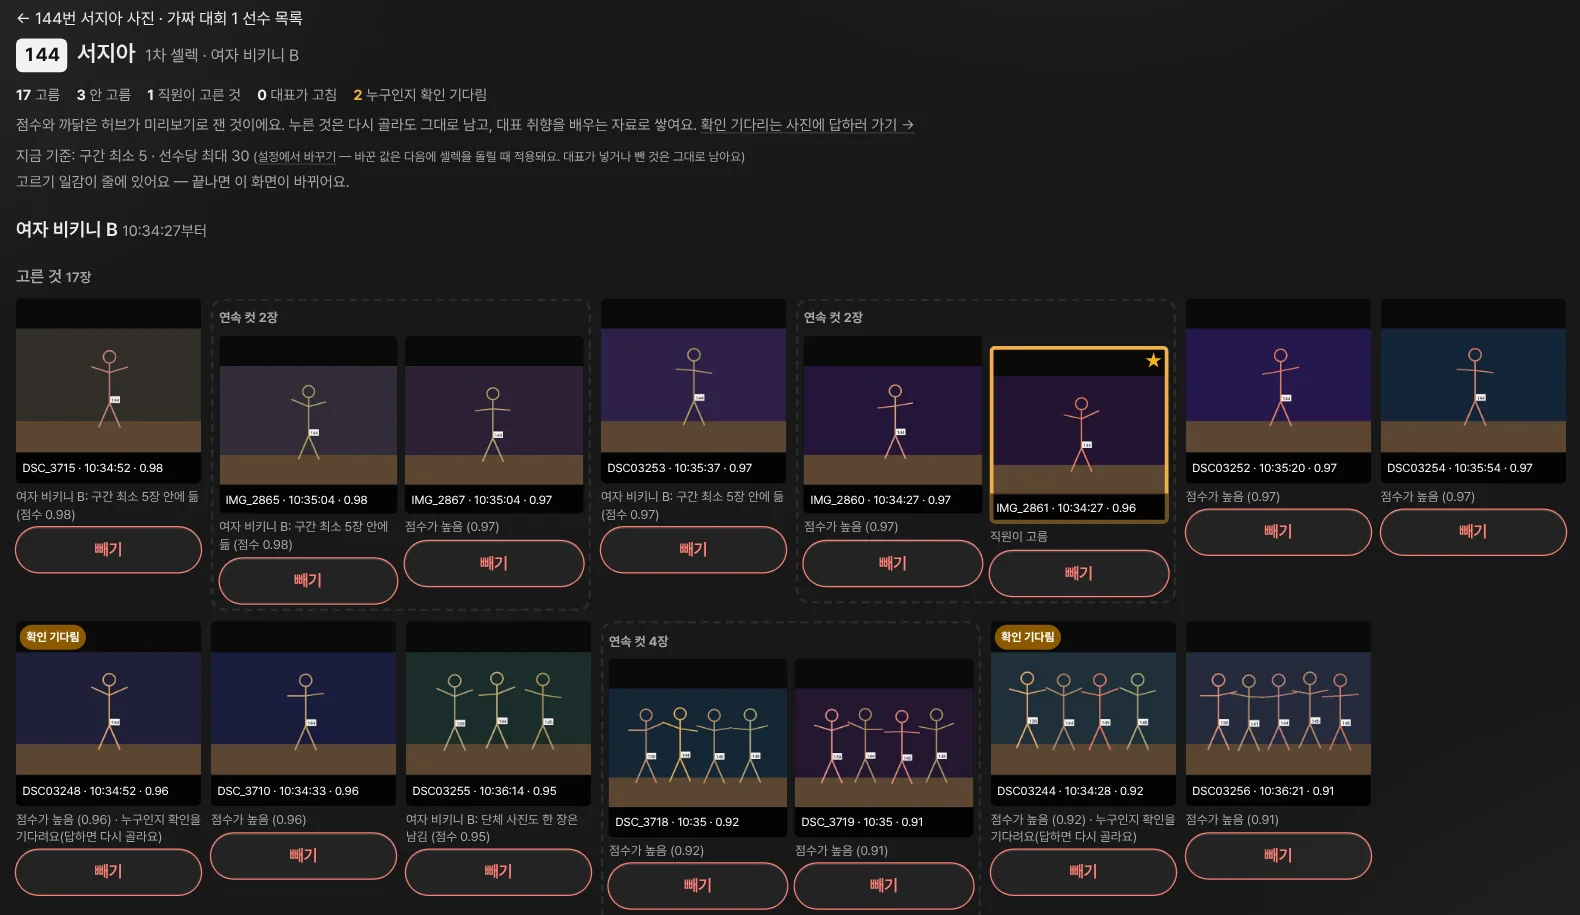 ← 144번 서지아 사진 · 가짜 대회 1 선수 목록
144 서지아 1차 셀렉 · 여자 비키니 B
17 고름 3 안 고름 1 직원이 고른 것 0 대표가 고침 2 누구인지 확인 기다림
점수와 까닭은 허브가 미리보기로 잰 것이에요. 누른 것은 다시 골라도 그대로 남고, 대표 취향을 배우는 자료로 쌓여요. 확인 기다리는 사진에 답하러 가기 →
지금 기준: 구간 최소 5 · 선수당 최대 30 (설정에서 바꾸기 — 바꾼 값은 다음에 셀렉을 돌릴 때 적용돼요. 대표가 넣거나 뺀 것은 그대로 남아요)
고르기 일감이 줄에 있어요 — 끝나면 이 화면이 바뀌어요.
여자 비키니 B 10:34:27부터
고른 것 17장
144
DSC_3715 · 10:34:52 · 0.98
여자 비키니 B: 구간 최소 5장 안에 듦
(점수 0.98)
빼기
연속 컷 2장
144
IMG_2865 · 10:35:04 · 0.98
여자 비키니 B: 구간 최소 5장 안에
듦 (점수 0.98)
빼기
144
IMG_2867 · 10:35:04 · 0.97
점수가 높음 (0.97)
빼기
144
DSC03253 · 10:35:37 · 0.97
여자 비키니 B: 구간 최소 5장 안에 듦
(점수 0.97)
빼기
연속 컷 2장
144
IMG_2860 · 10:34:27 · 0.97
점수가 높음 (0.97)
빼기
★
144
IMG_2861 · 10:34:27 · 0.96
직원이 고름
빼기
144
DSC03252 · 10:35:20 · 0.97
점수가 높음 (0.97)
빼기
144
DSC03254 · 10:35:54 · 0.97
점수가 높음 (0.97)
빼기
확인 기다림
144
DSC03248 · 10:34:52 · 0.96
점수가 높음 (0.96) · 누구인지 확인을
기다려요(답하면 다시 골라요)
빼기
144
DSC_3710 · 10:34:33 · 0.96
점수가 높음 (0.96)
빼기
DSC03255 · 10:36:14 · 0.95
여자 비키니 B: 단체 사진도 한 장은
남김 (점수 0.95)
빼기
연속 컷 4장
DSC_3718 · 10:35 · 0.92
점수가 높음 (0.92)
빼기
DSC_3719 · 10:35 · 0.91
점수가 높음 (0.91)
빼기
확인 기다림
DSC03244 · 10:34:28 · 0.92
점수가 높음 (0.92) · 누구인지 확인을
기다려요(답하면 다시 골라요)
빼기
DSC03256 · 10:36:21 · 0.91
점수가 높음 (0.91)
빼기